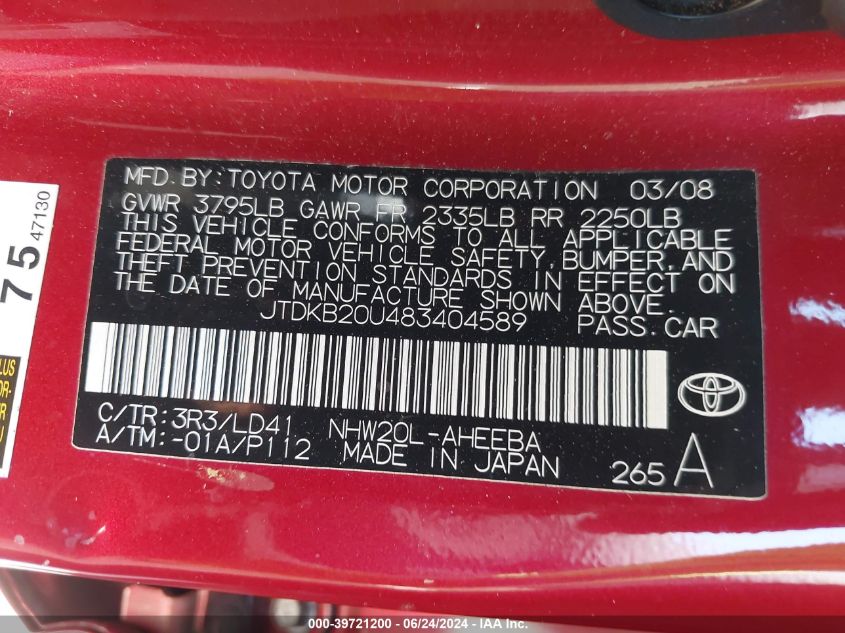 MFD.BY:TOYOTA MOTOR CORPORATION 03/08
GVWR 3795LB GAWR FR 2335LB RR 2250LB
THIS VEHICLE CONFORMS TO ALL APPLICABLE
FEDERAL MOTOR VEHICLE SAFETY, BUMPER, AND
THEFT PREVENTION STANDARDS IN EFFECT ON
THE DATE OF MANUFACTURE SHOWN ABOVE.
JTDKB20U483404589 PASS.CAR
C/TR:3R3/LD41 NHW20L-AHEEBA
A/TM:-01A/P112 MADE IN JAPAN 265 A
75
47130
000-39721200 - 06/24/2024 - IAA Inc.